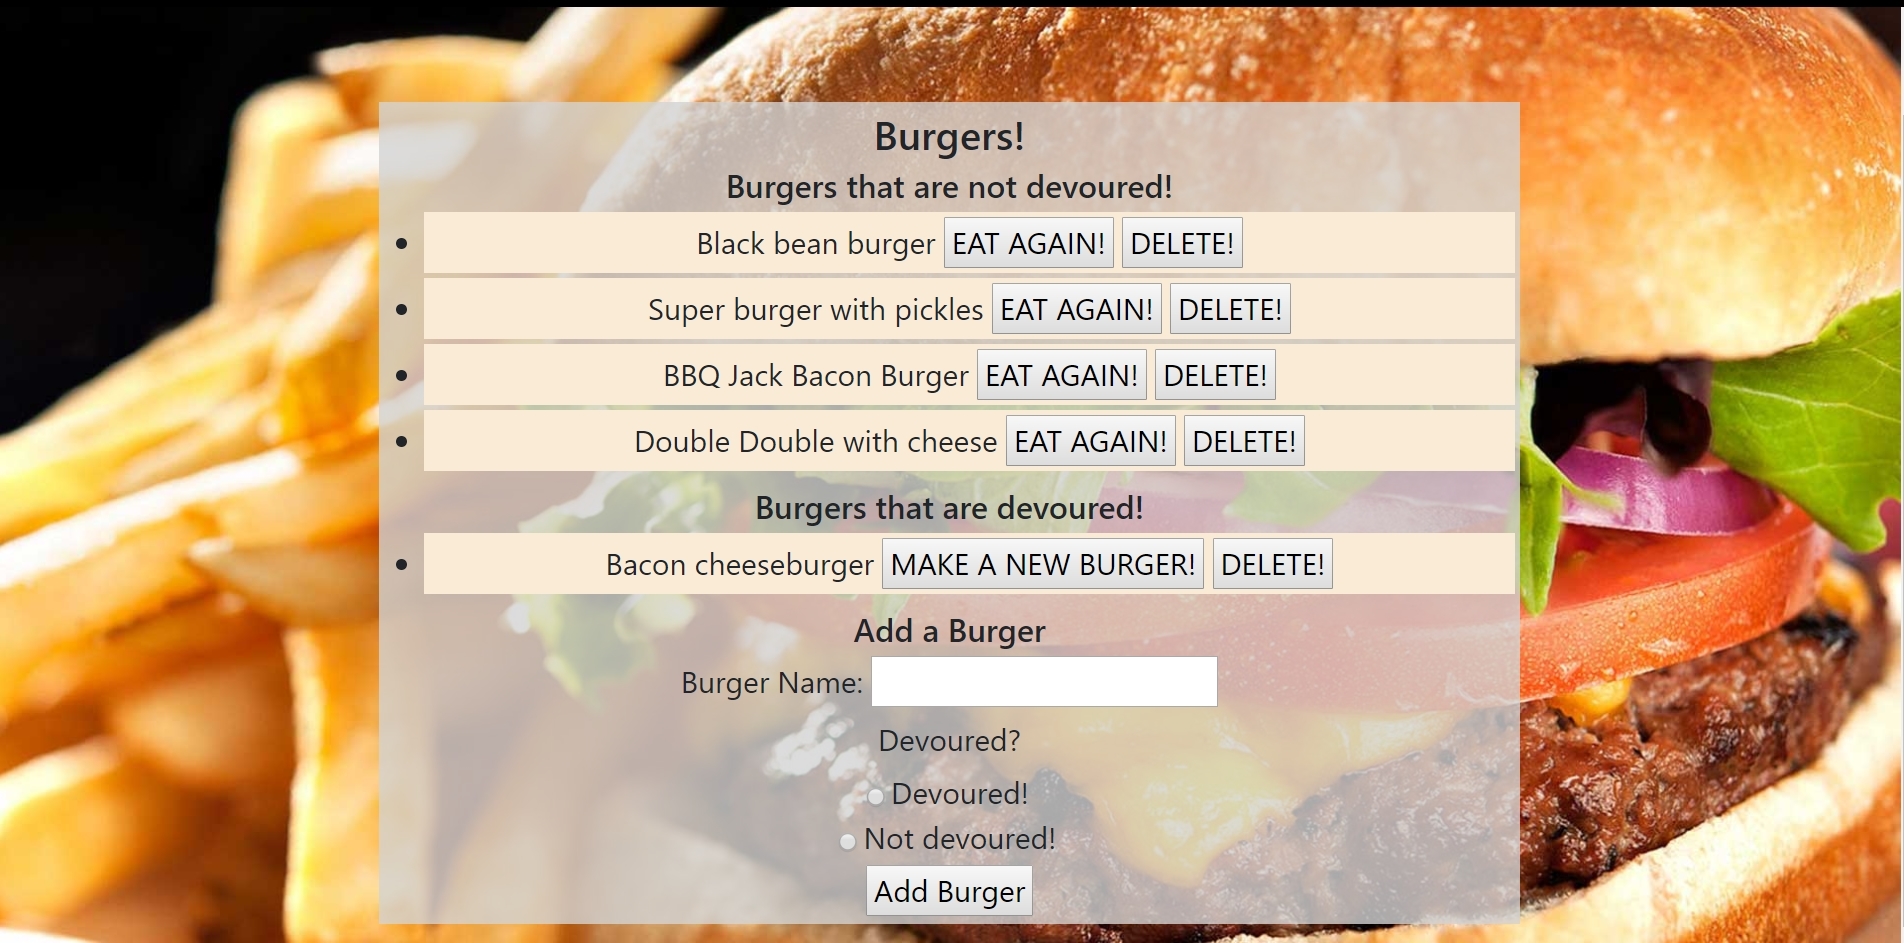 Burgers!
Burgers that are not devoured!
Black bean burger EAT AGAIN! DELETE!
Super burger with pickles EAT AGAIN! DELETE!
BBQ Jack Bacon Burger EAT AGAIN! DELETE!
Double Double with cheese EAT AGAIN! DELETE!
Burgers that are devoured!
Bacon cheeseburger MAKE A NEW BURGER! DELETE!
Add a Burger
Burger Name:
Devoured?
Devoured!
Not devoured!
Add Burger